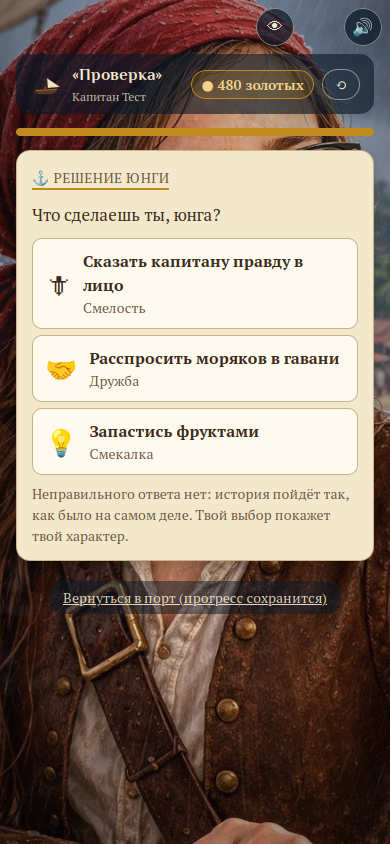 «Проверка»
Капитан Тест
480 золотых
РЕШЕНИЕ ЮНГИ
Что сделаешь ты, юнга?
Сказать капитану правду в
лицо
Смелость
Расспросить моряков в гавани
Дружба
Запастись фруктами
Смекалка
Неправильного ответа нет: история пойдёт так,
как было на самом деле. Твой выбор покажет
твой характер.
Вернуться в порт (прогресс сохранится)